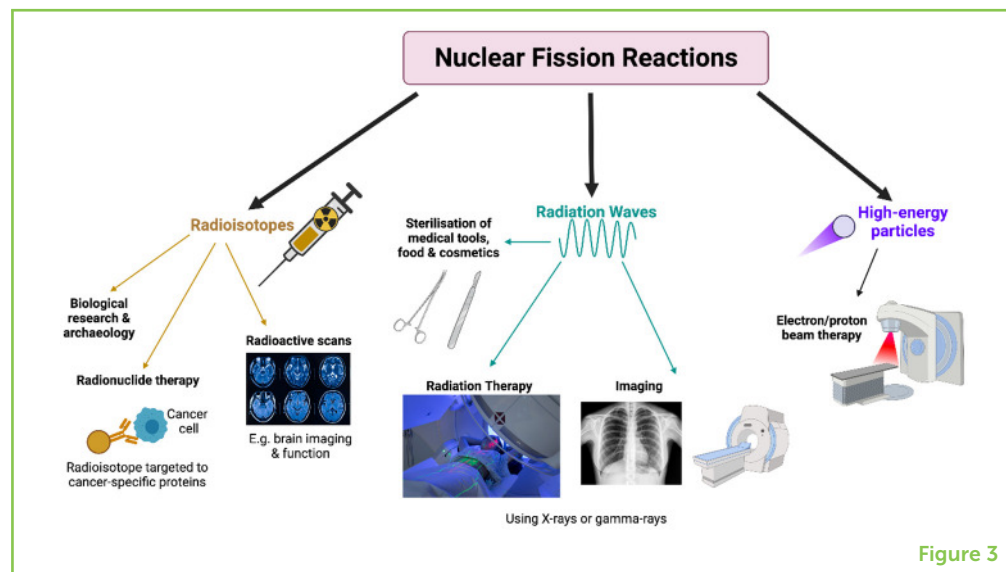 Nuclear Fission Reactions
Radioisotopes
Biological
research &
archaeology
Radionuclide therapy
Cancer
cell
Radioisotope targeted to
cancer-specific proteins
Radioactive scans
E.g. brain imaging
& function
Radiation Waves
Sterilisation of
medical tools,
food & cosmetics
Radiation Therapy
Imaging
Using X-rays or gamma-rays
High-energy
particles
Electron/proton
beam therapy
Figure 3